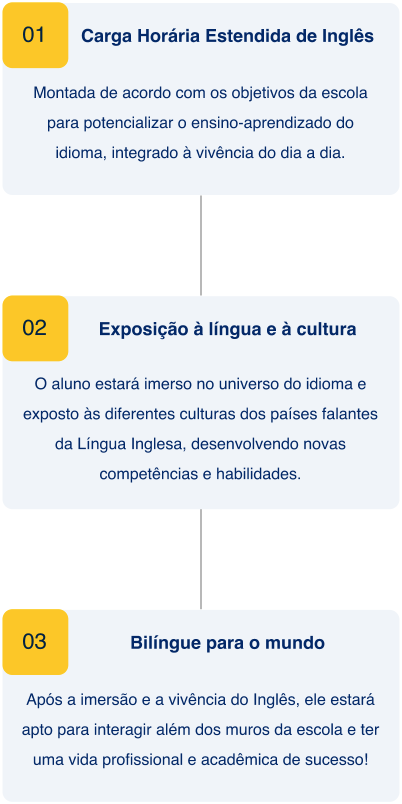 01
Carga Horária Estendida de Inglês
Montada de acordo com os objetivos da escola
para potencializar o ensino-aprendizado do
idioma, integrado à vivência do dia a dia.
02
Exposição à língua e à cultura
O aluno estará imerso no universo do idioma e
exposto às diferentes culturas dos países falantes
da Língua Inglesa, desenvolvendo novas
competências e habilidades.
03
Bilíngue para o mundo
Após a imersão e a vivência do Inglês, ele estará
apto para interagir além dos muros da escola e ter
uma vida profissional e acadêmica de sucesso!